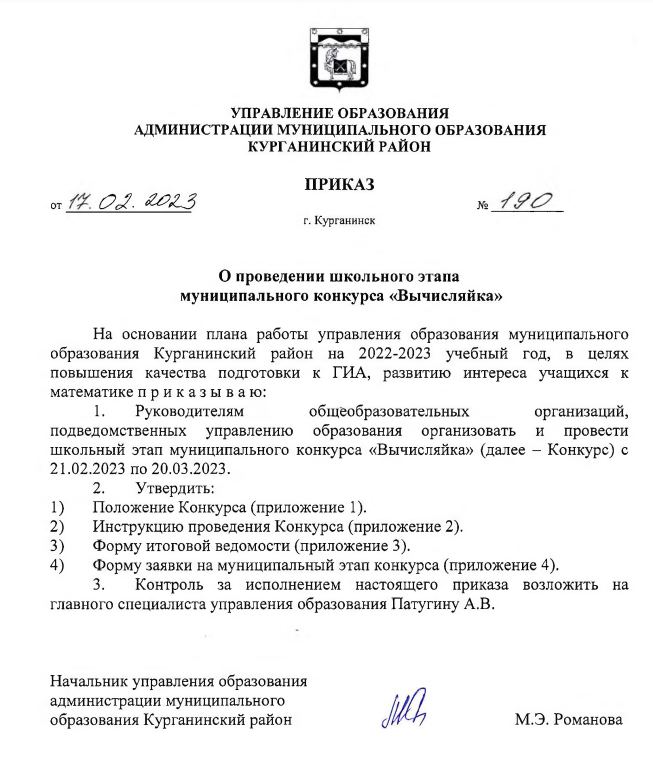 УПРАВЛЕНИЕ ОБРАЗОВАНИЯ
АДМИНИСТРАЦИИ МУНИЦИПАЛЬНОГО ОБРАЗОВАНИЯ
КУРГАНИНСКИЙ РАЙОН
ПРИКАЗ
от 17.02.2023 № 190
г. Курганинск
О проведении школьного этапа
муниципального конкурса «Вычисляйка»
На основании плана работы управления образования муниципального
образования Курганинский район на 2022-2023 учебный год, в целях
повышения качества подготовки к ГИА, развитию интереса учащихся к
математике п р и к а з ы в а ю:
1. Руководителям общеобразовательных организаций,
подведомственных управлению образования организовать и провести
школьный этап муниципального конкурса «Вычисляйка» (далее – Конкурс) с
21.02.2023 по 20.03.2023.
2. Утвердить:
1) Положение Конкурса (приложение 1).
2) Инструкцию проведения Конкурса (приложение 2).
3) Форму итоговой ведомости (приложение 3).
4) Форму заявки на муниципальный этап конкурса (приложение 4).
3. Контроль за исполнением настоящего приказа возложить на
главного специалиста управления образования Патугину А.В.
Начальник управления образования
администрации муниципального
образования Курганинский район М.Э. Романова